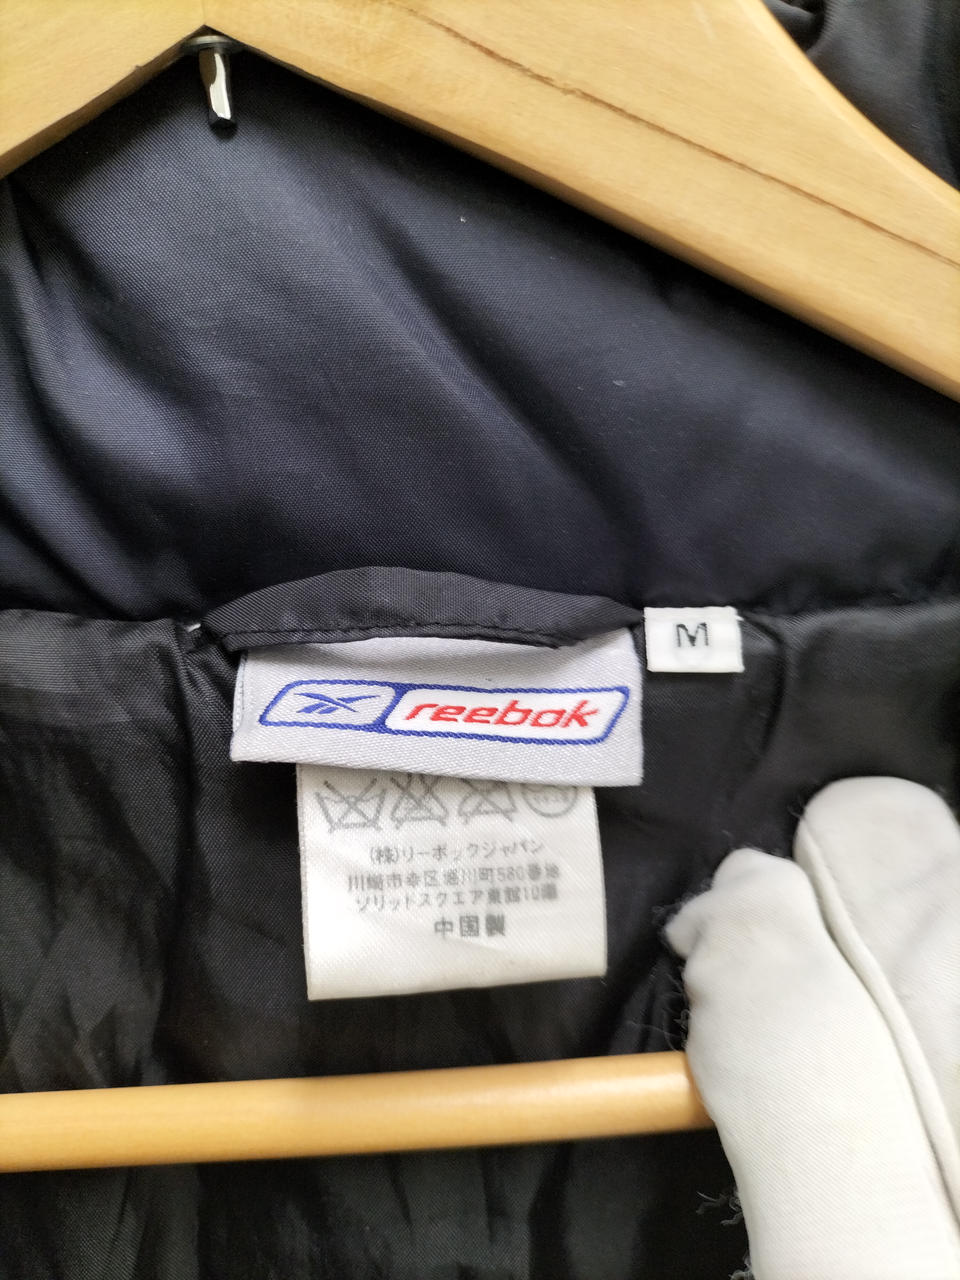 M
reebok
(株)リーボックジャパン
川崎市幸区堀川町580番地
ソリッドスクエア東館10階
中国製